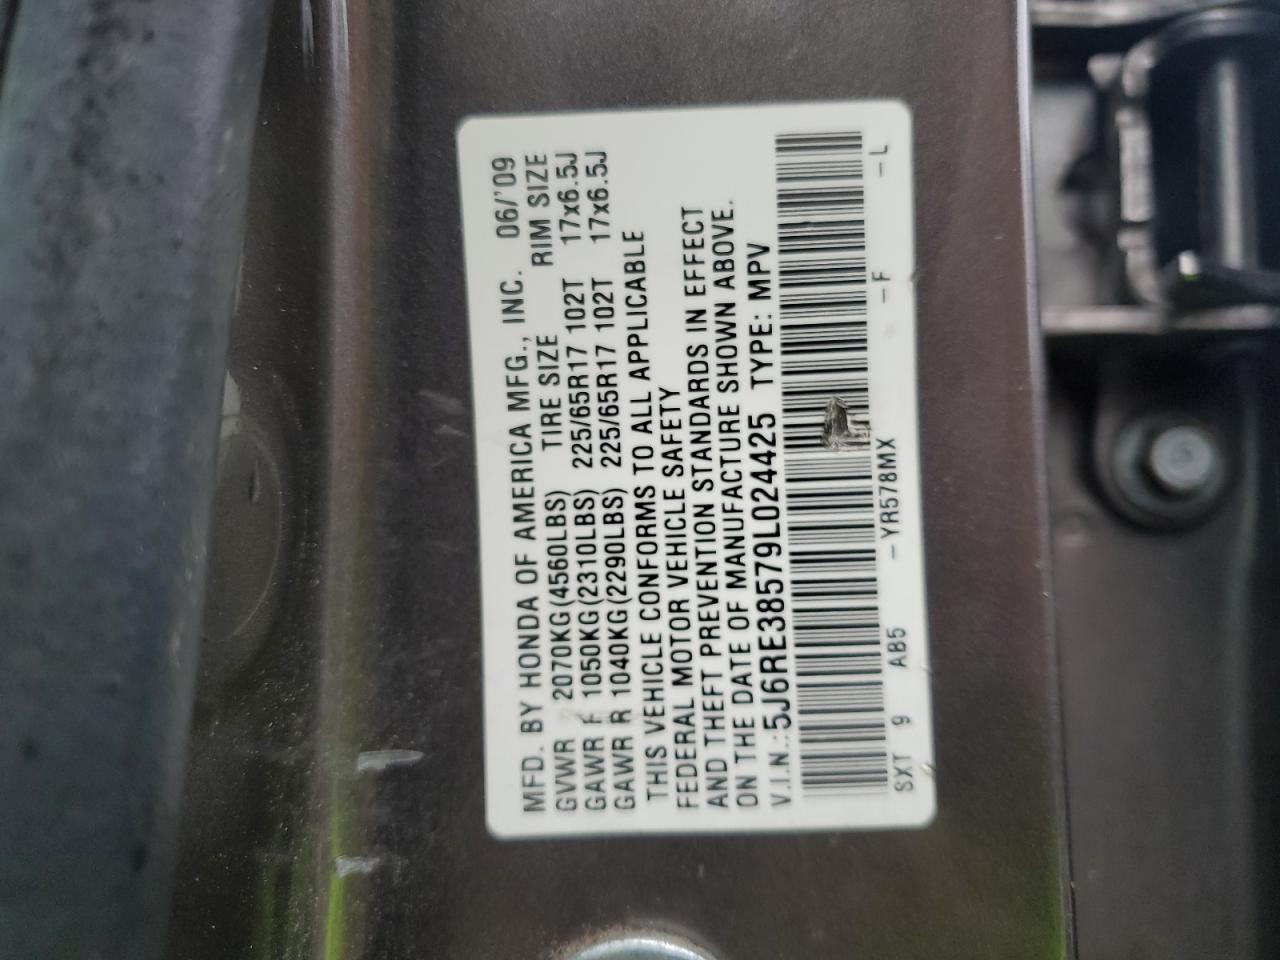 MFD. BY HONDA OF AMERICA MFG., INC. 06/'09
GVWR 2070KG(4560LBS) TIRE SIZE RIM SIZE
GAWR F 1050KG(2310LBS) 225/65R17 102T 17x6.5J
GAWR R 1040KG(2290LBS) 225/65R17 102T 17x6.5J
THIS VEHICLE CONFORMS TO ALL APPLICABLE
FEDERAL MOTOR VEHICLE SAFETY
AND THEFT PREVENTION STANDARDS IN EFFECT
ON THE DATE OF MANUFACTURE SHOWN ABOVE.
V.I.N.:5J6RE38579L024425 TYPE: MPV
SXT 9 AB5 -YR578MX -F -L